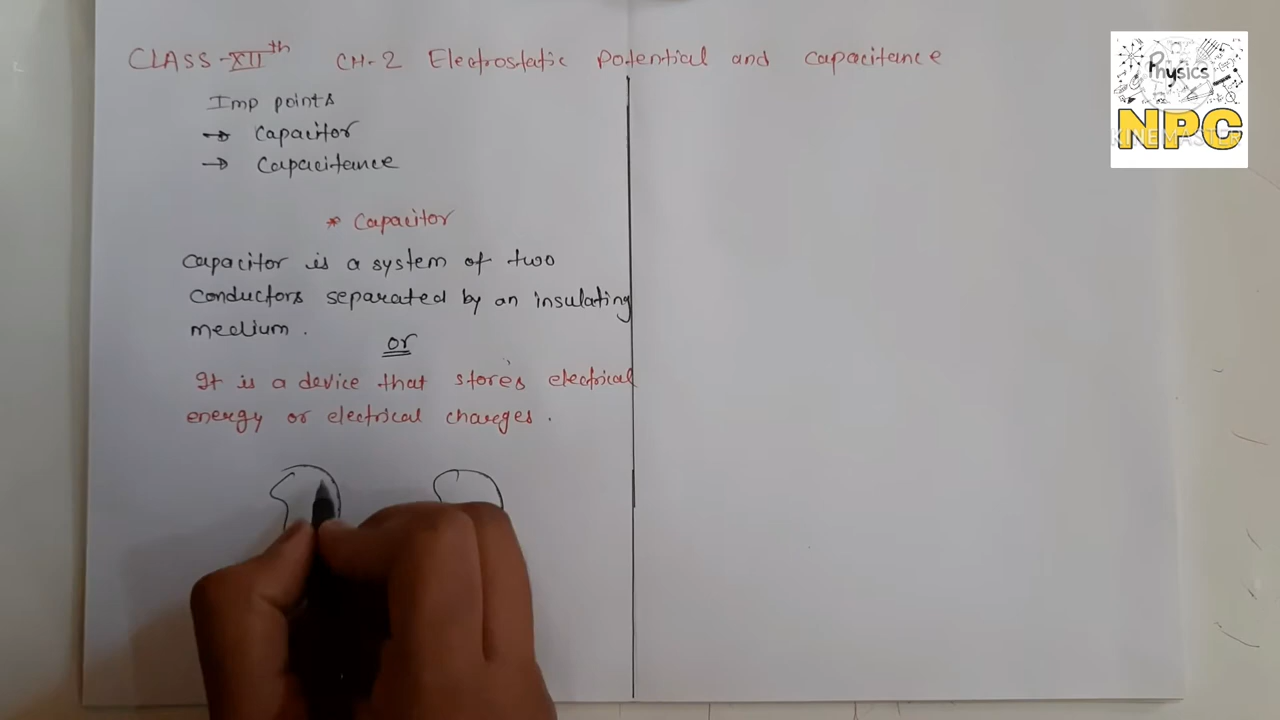 CLASS-XIIth CH-2 Electrostatic Potential and Capacitance
Imp points
→ Capacitor
→ Capacitance
* Capacitor
Capacitor is a system of two
conductors separated by an insulating
medium.
or
It is a device that stores electrical
energy or electrical charges.
Physics
NPC
KINEMASTER